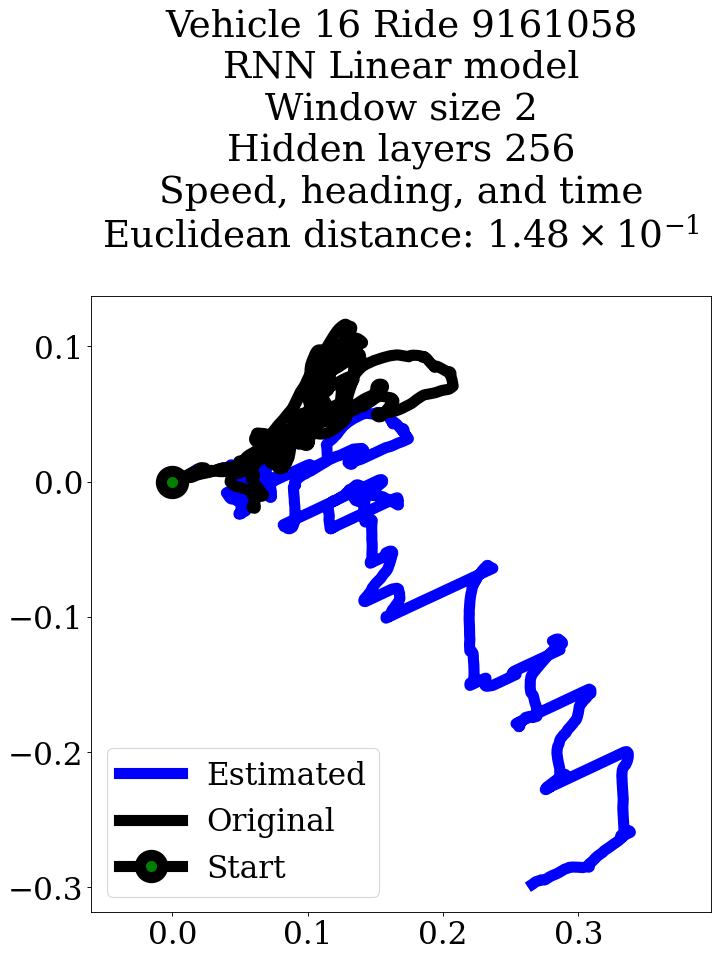 Vehicle 16 Ride 9161058
RNN Linear model
Window size 2
Hidden layers 256
Speed, heading, and time
Euclidean distance: 1.48 × 10⁻¹
0.1
0.0
−0.1
−0.2
−0.3
Estimated
Original
Start
0.0 0.1 0.2 0.3